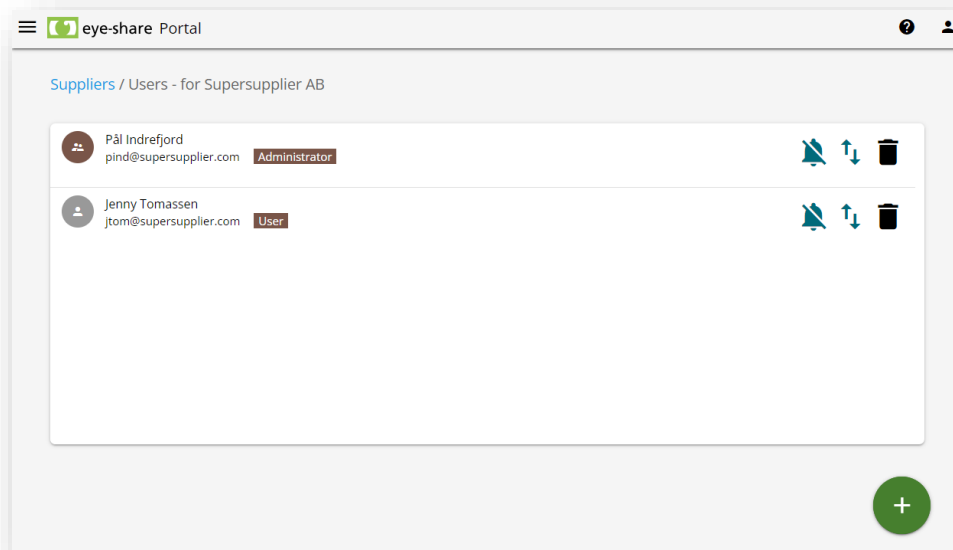 eye-share Portal
Suppliers / Users - for Supersupplier AB
Pål Indrefjord
pind@supersupplier.com Administrator
Jenny Tomassen
jtom@supersupplier.com User